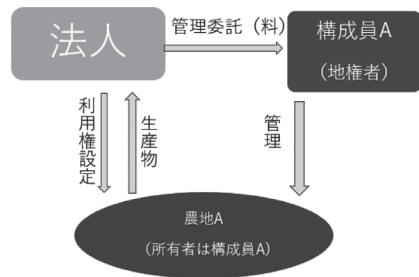 法人
管理委託（料）
構成員A
（地権者）
利用権設定
生産物
管理
農地A
（所有者は構成員A）